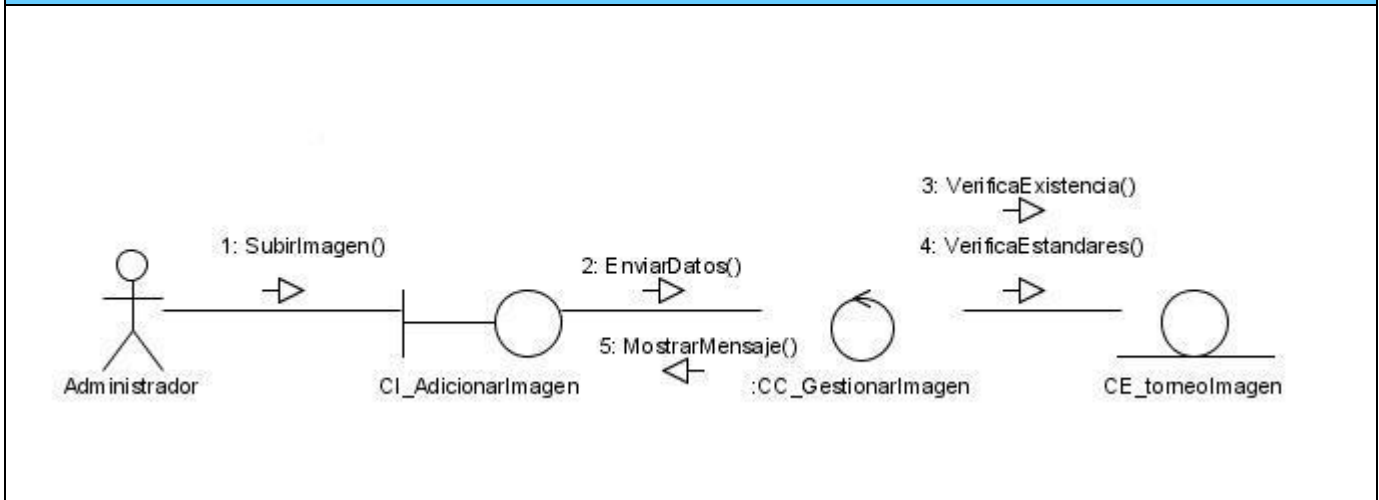 3: VerificaExistencia()
1: SubirImagen()
4: VerificaEstandares()
2: EnviarDatos()
5: MostrarMensaje()
Administrador
CI_AdicionarImagen
:CC_GestionarImagen
CE_torneoImagen